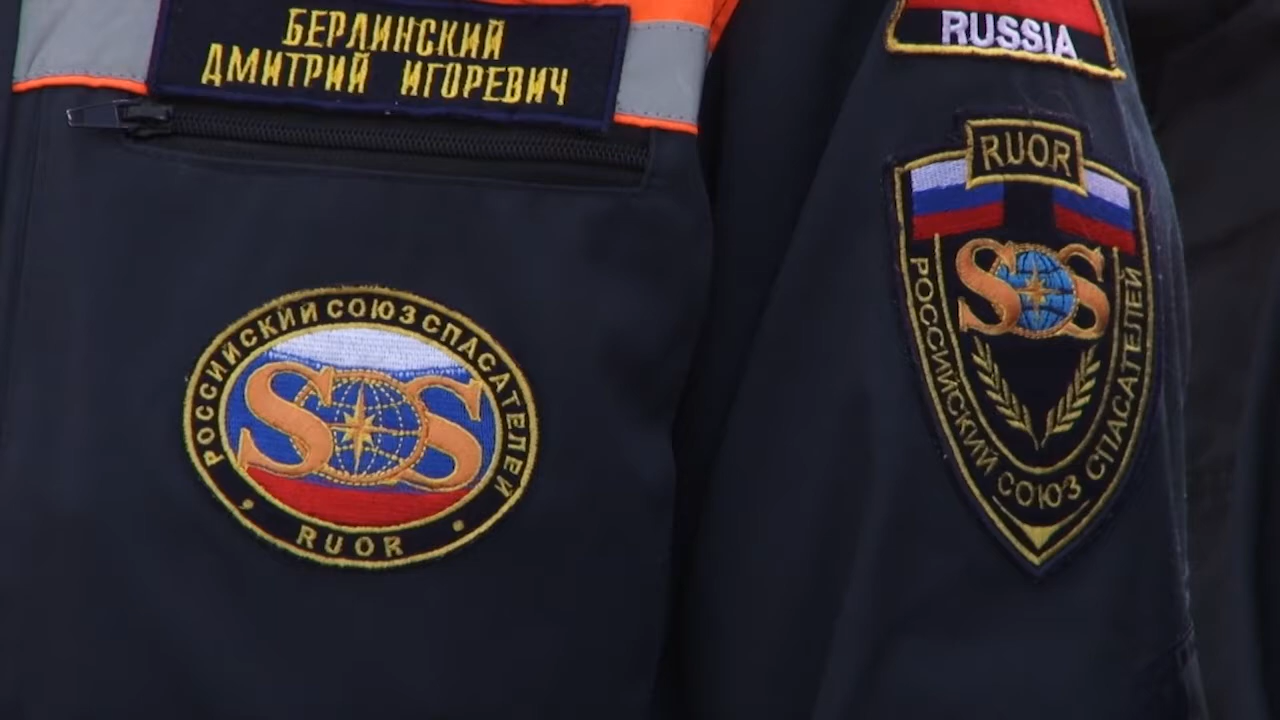 БЕРЛИНСКИЙ
ДМИТРИЙ ИГОРЕВИЧ
RUSSIA
RUOR
SOS
РОССИЙСКИЙ СОЮЗ СПАСАТЕЛЕЙ
РОССИЙСКИЙ СОЮЗ СПАСАТЕЛЕЙ
SOS
RUOR